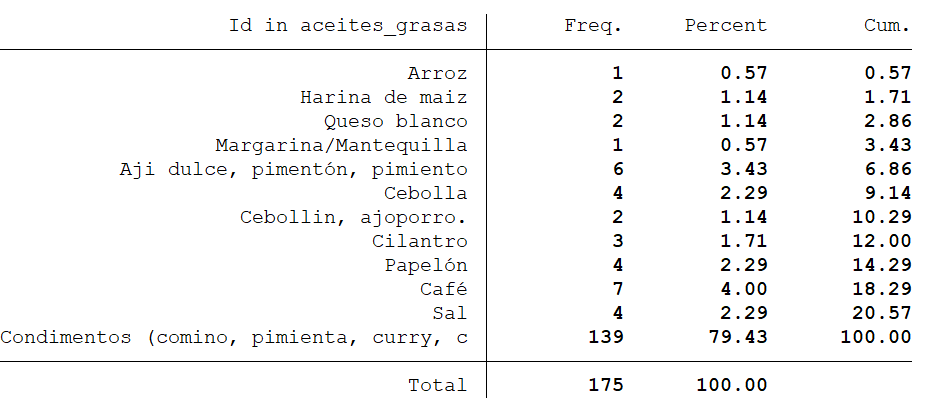 Id in aceites_grasas Freq. Percent Cum.
Arroz 1 0.57 0.57
Harina de maiz 2 1.14 1.71
Queso blanco 2 1.14 2.86
Margarina/Mantequilla 1 0.57 3.43
Aji dulce, pimentón, pimiento 6 3.43 6.86
Cebolla 4 2.29 9.14
Cebollin, ajoporro. 2 1.14 10.29
Cilantro 3 1.71 12.00
Papelón 4 2.29 14.29
Café 7 4.00 18.29
Sal 4 2.29 20.57
Condimentos (comino, pimienta, curry, c 139 79.43 100.00
Total 175 100.00